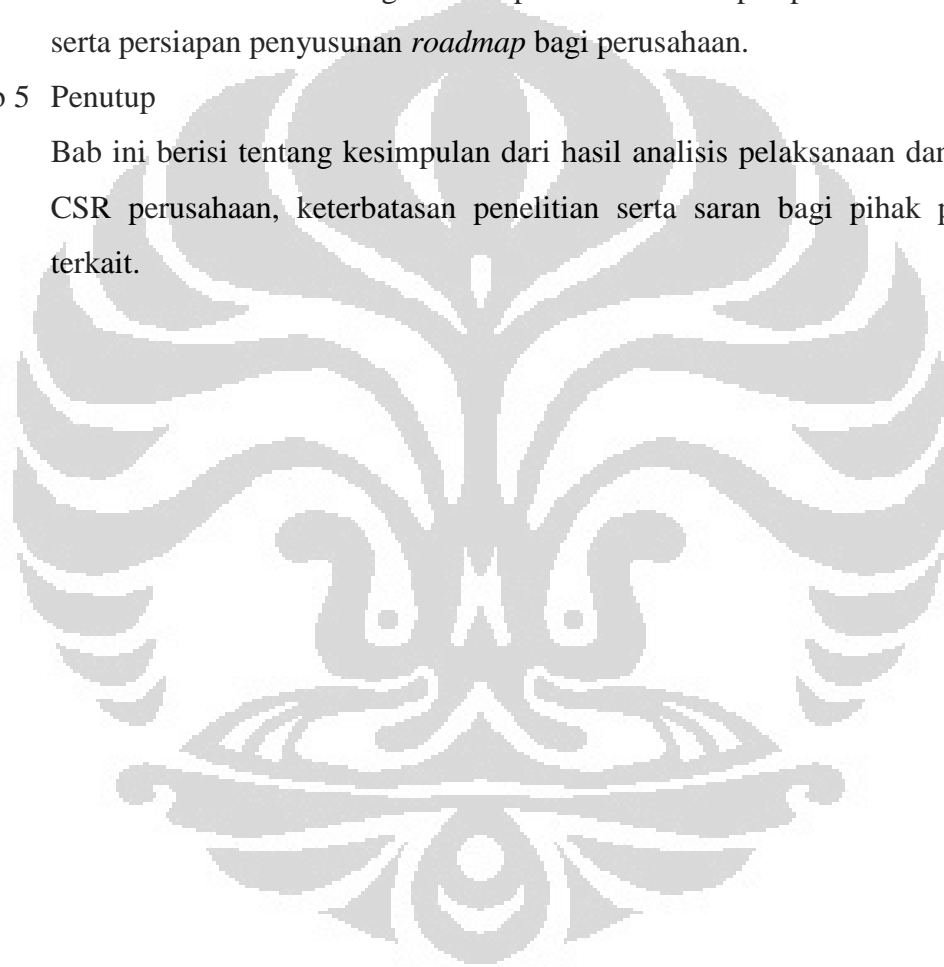 serta persiapan penyusunan roadmap bagi perusahaan.
5 Penutup
Bab ini berisi tentang kesimpulan dari hasil analisis pelaksanaan dan
CSR perusahaan, keterbatasan penelitian serta saran bagi pihak
terkait.